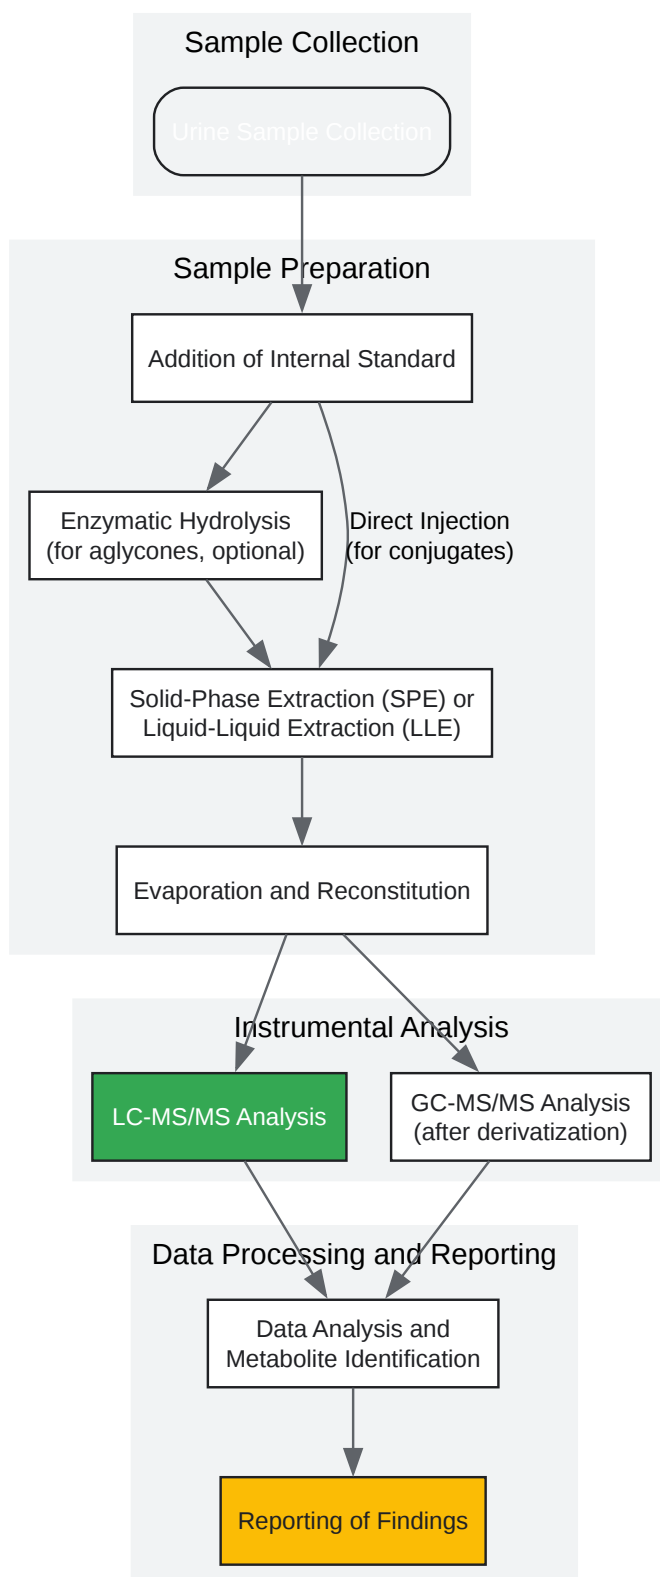 Sample Collection
Urine Sample Collection
Sample Preparation
Addition of Internal Standard
Enzymatic Hydrolysis
(for aglycones, optional)
Direct Injection
(for conjugates)
Solid-Phase Extraction (SPE) or
Liquid-Liquid Extraction (LLE)
Evaporation and Reconstitution
Instrumental Analysis
LC-MS/MS Analysis
GC-MS/MS Analysis
(after derivatization)
Data Processing and Reporting
Data Analysis and
Metabolite Identification
Reporting of Findings